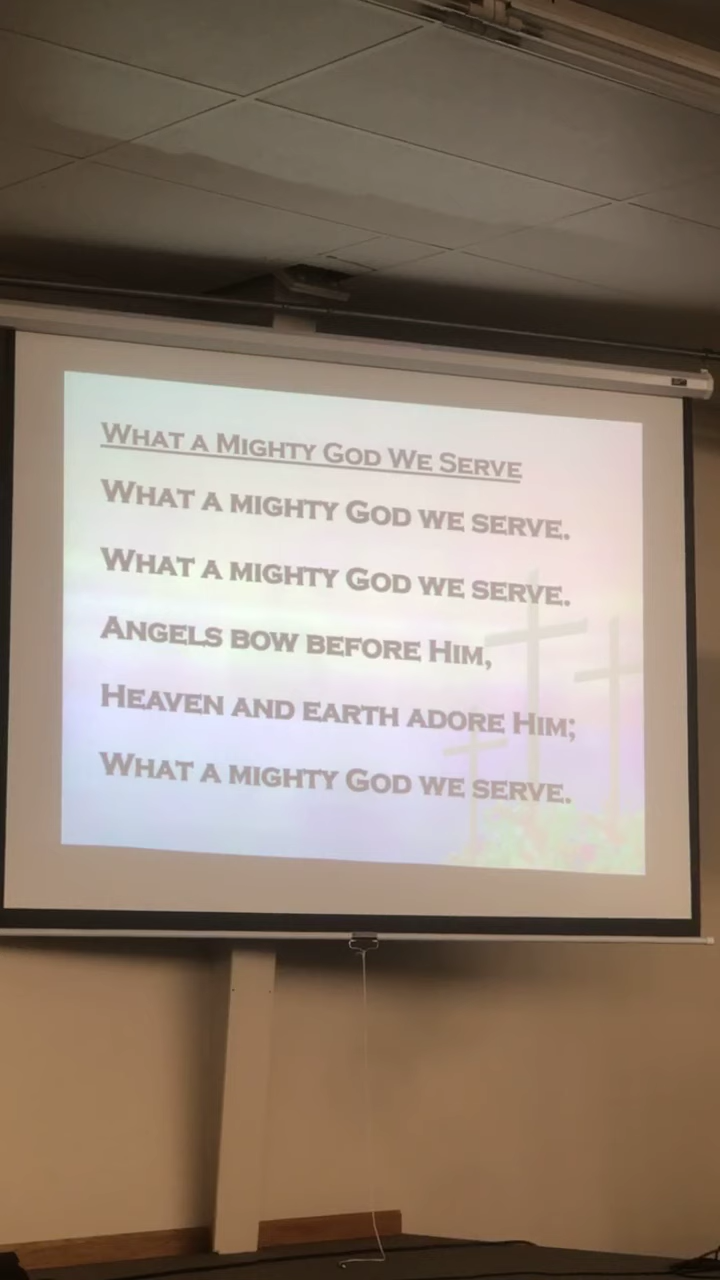 What a Mighty God We Serve
What a mighty God we serve.
What a mighty God we serve.
Angels bow before Him,
Heaven and earth adore Him;
What a mighty God we serve.